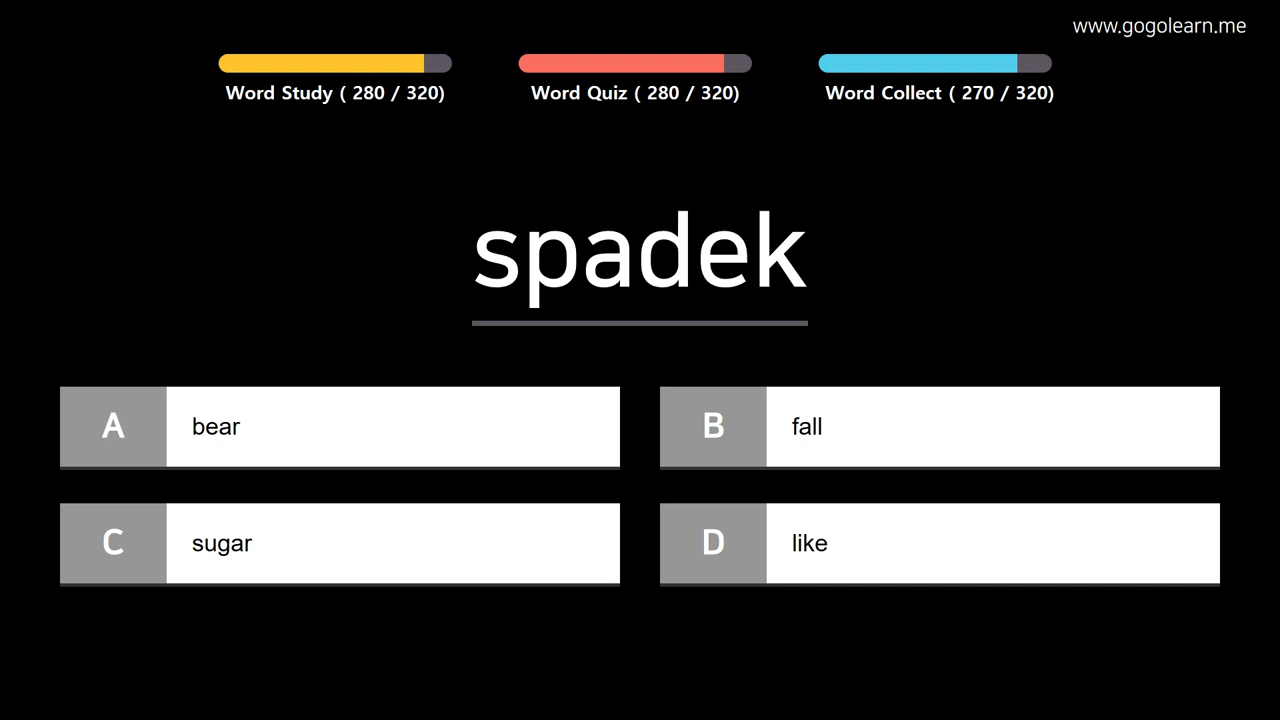 www.gogolearn.me
Word Study ( 280 / 320)
Word Quiz ( 280 / 320)
Word Collect ( 270 / 320)
spadek
A bear
B fall
C sugar
D like